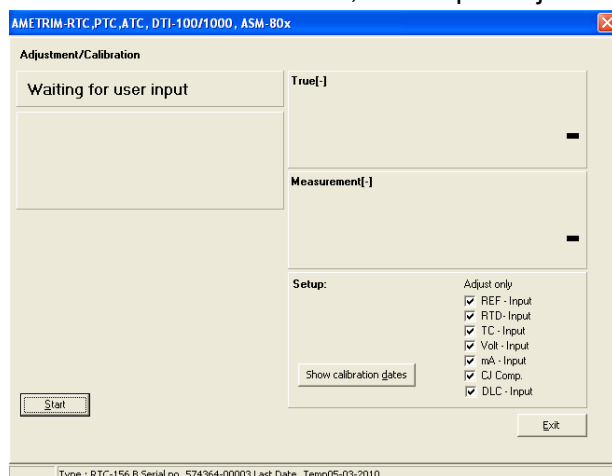 AMETRIM-RTC,PTC,ATC, DTI-100/1000, ASM-80x
Adjustment/Calibration
Waiting for user input
True[-]
-
Measurement[-]
-
Setup:
Adjust only
REF - Input
RTD- Input
TC - Input
Volt - Input
mA - Input
CJ Comp.
DLC - Input
Show calibration dates
Start
Exit
Type : RTC-156 B Serial no. 574364-00003 Last Date Temp05-03-2010